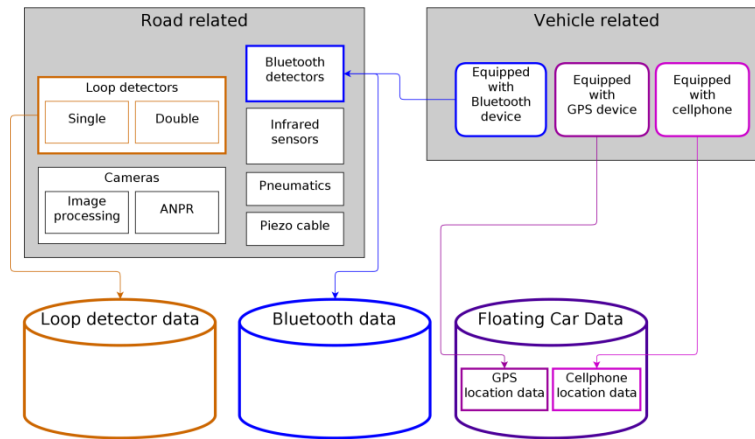 Road related
Loop detectors
Single
Double
Cameras
Image
processing
ANPR
Bluetooth
detectors
Infrared
sensors
Pneumatics
Piezo cable
Vehicle related
Equipped
with
Bluetooth
device
Equipped
with
GPS device
Equipped
with
cellphone
Loop detector data
Bluetooth data
Floating Car Data
GPS
location data
Cellphone
location data